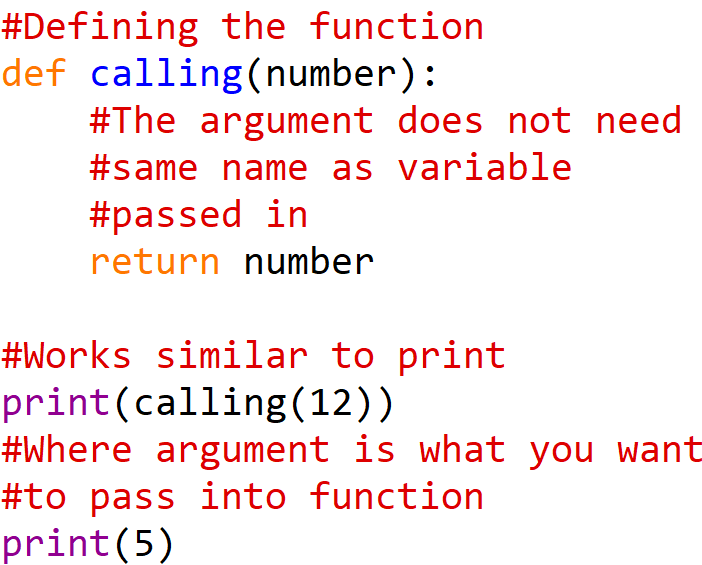 #Defining the function
def calling(number):
    #The argument does not need
    #same name as variable
    #passed in
    return number

#Works similar to print
print(calling(12))
#Where argument is what you want
#to pass into function
print(5)